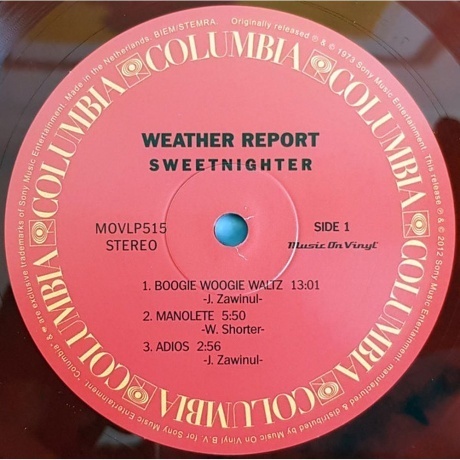 WEATHER REPORT
SWEETNIGHTER
MOVLP515
STEREO
SIDE 1
Music On Vinyl
1. BOOGIE WOOGIE WALTZ 13:01
-J. Zawinul-
2. MANOLETE 5:50
-W. Shorter-
3. ADIOS 2:56
-J. Zawinul-
COLUMBIA
COLUMBIA
COLUMBIA
COLUMBIA
COLUMBIA
COLUMBIA
"Columbia" & are exclusive trademarks of Sony Music Entertainment. Made in the Netherlands. BIEM/STEMRA. Originally released ℗ & © 1973 Sony Music Entertainment. This release ℗ & © 2012 Sony Music Entertainment manufactured & distributed by Music On Vinyl B.V. for Sony Music Entertainment.